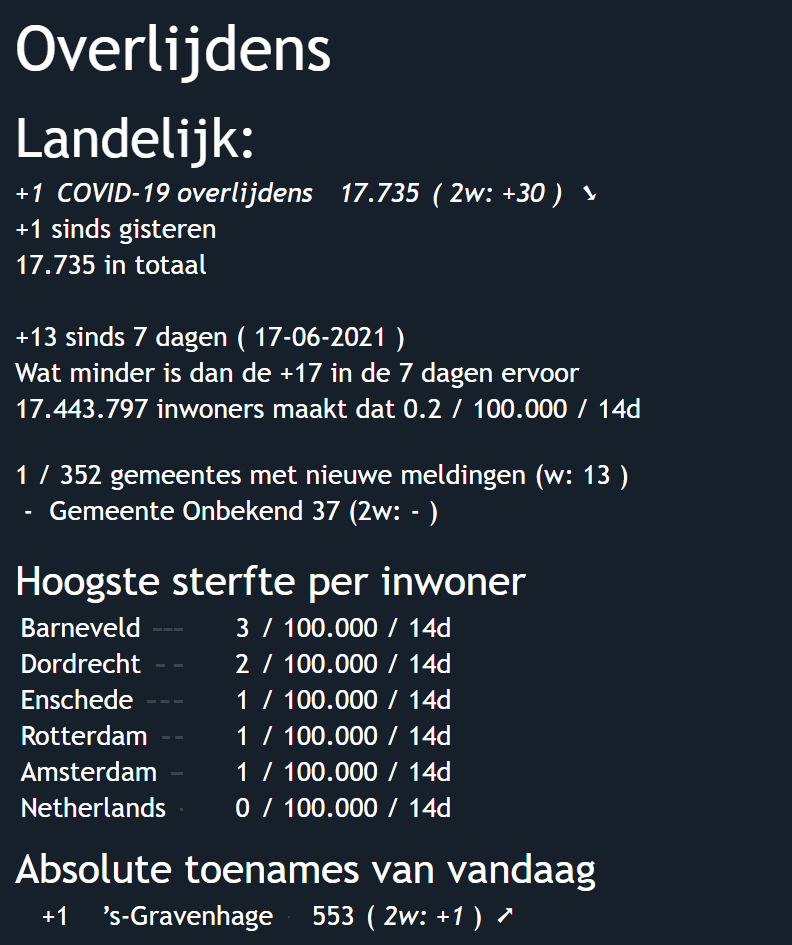 Overlijdens
Landelijk:
+1 COVID-19 overlijdens 17.735 ( 2w: +30 ) ➘
+1 sinds gisteren
17.735 in totaal
+13 sinds 7 dagen ( 17-06-2021 )
Wat minder is dan de +17 in de 7 dagen ervoor
17.443.797 inwoners maakt dat 0.2 / 100.000 / 14d
1 / 352 gemeentes met nieuwe meldingen (w: 13 )
- Gemeente Onbekend 37 (2w: - )
Hoogste sterfte per inwoner
Barneveld --- 3 / 100.000 / 14d
Dordrecht - - 2 / 100.000 / 14d
Enschede --- 1 / 100.000 / 14d
Rotterdam -- 1 / 100.000 / 14d
Amsterdam - 1 / 100.000 / 14d
Netherlands · 0 / 100.000 / 14d
Absolute toenames van vandaag
+1 ’s-Gravenhage · 553 ( 2w: +1 ) ➚